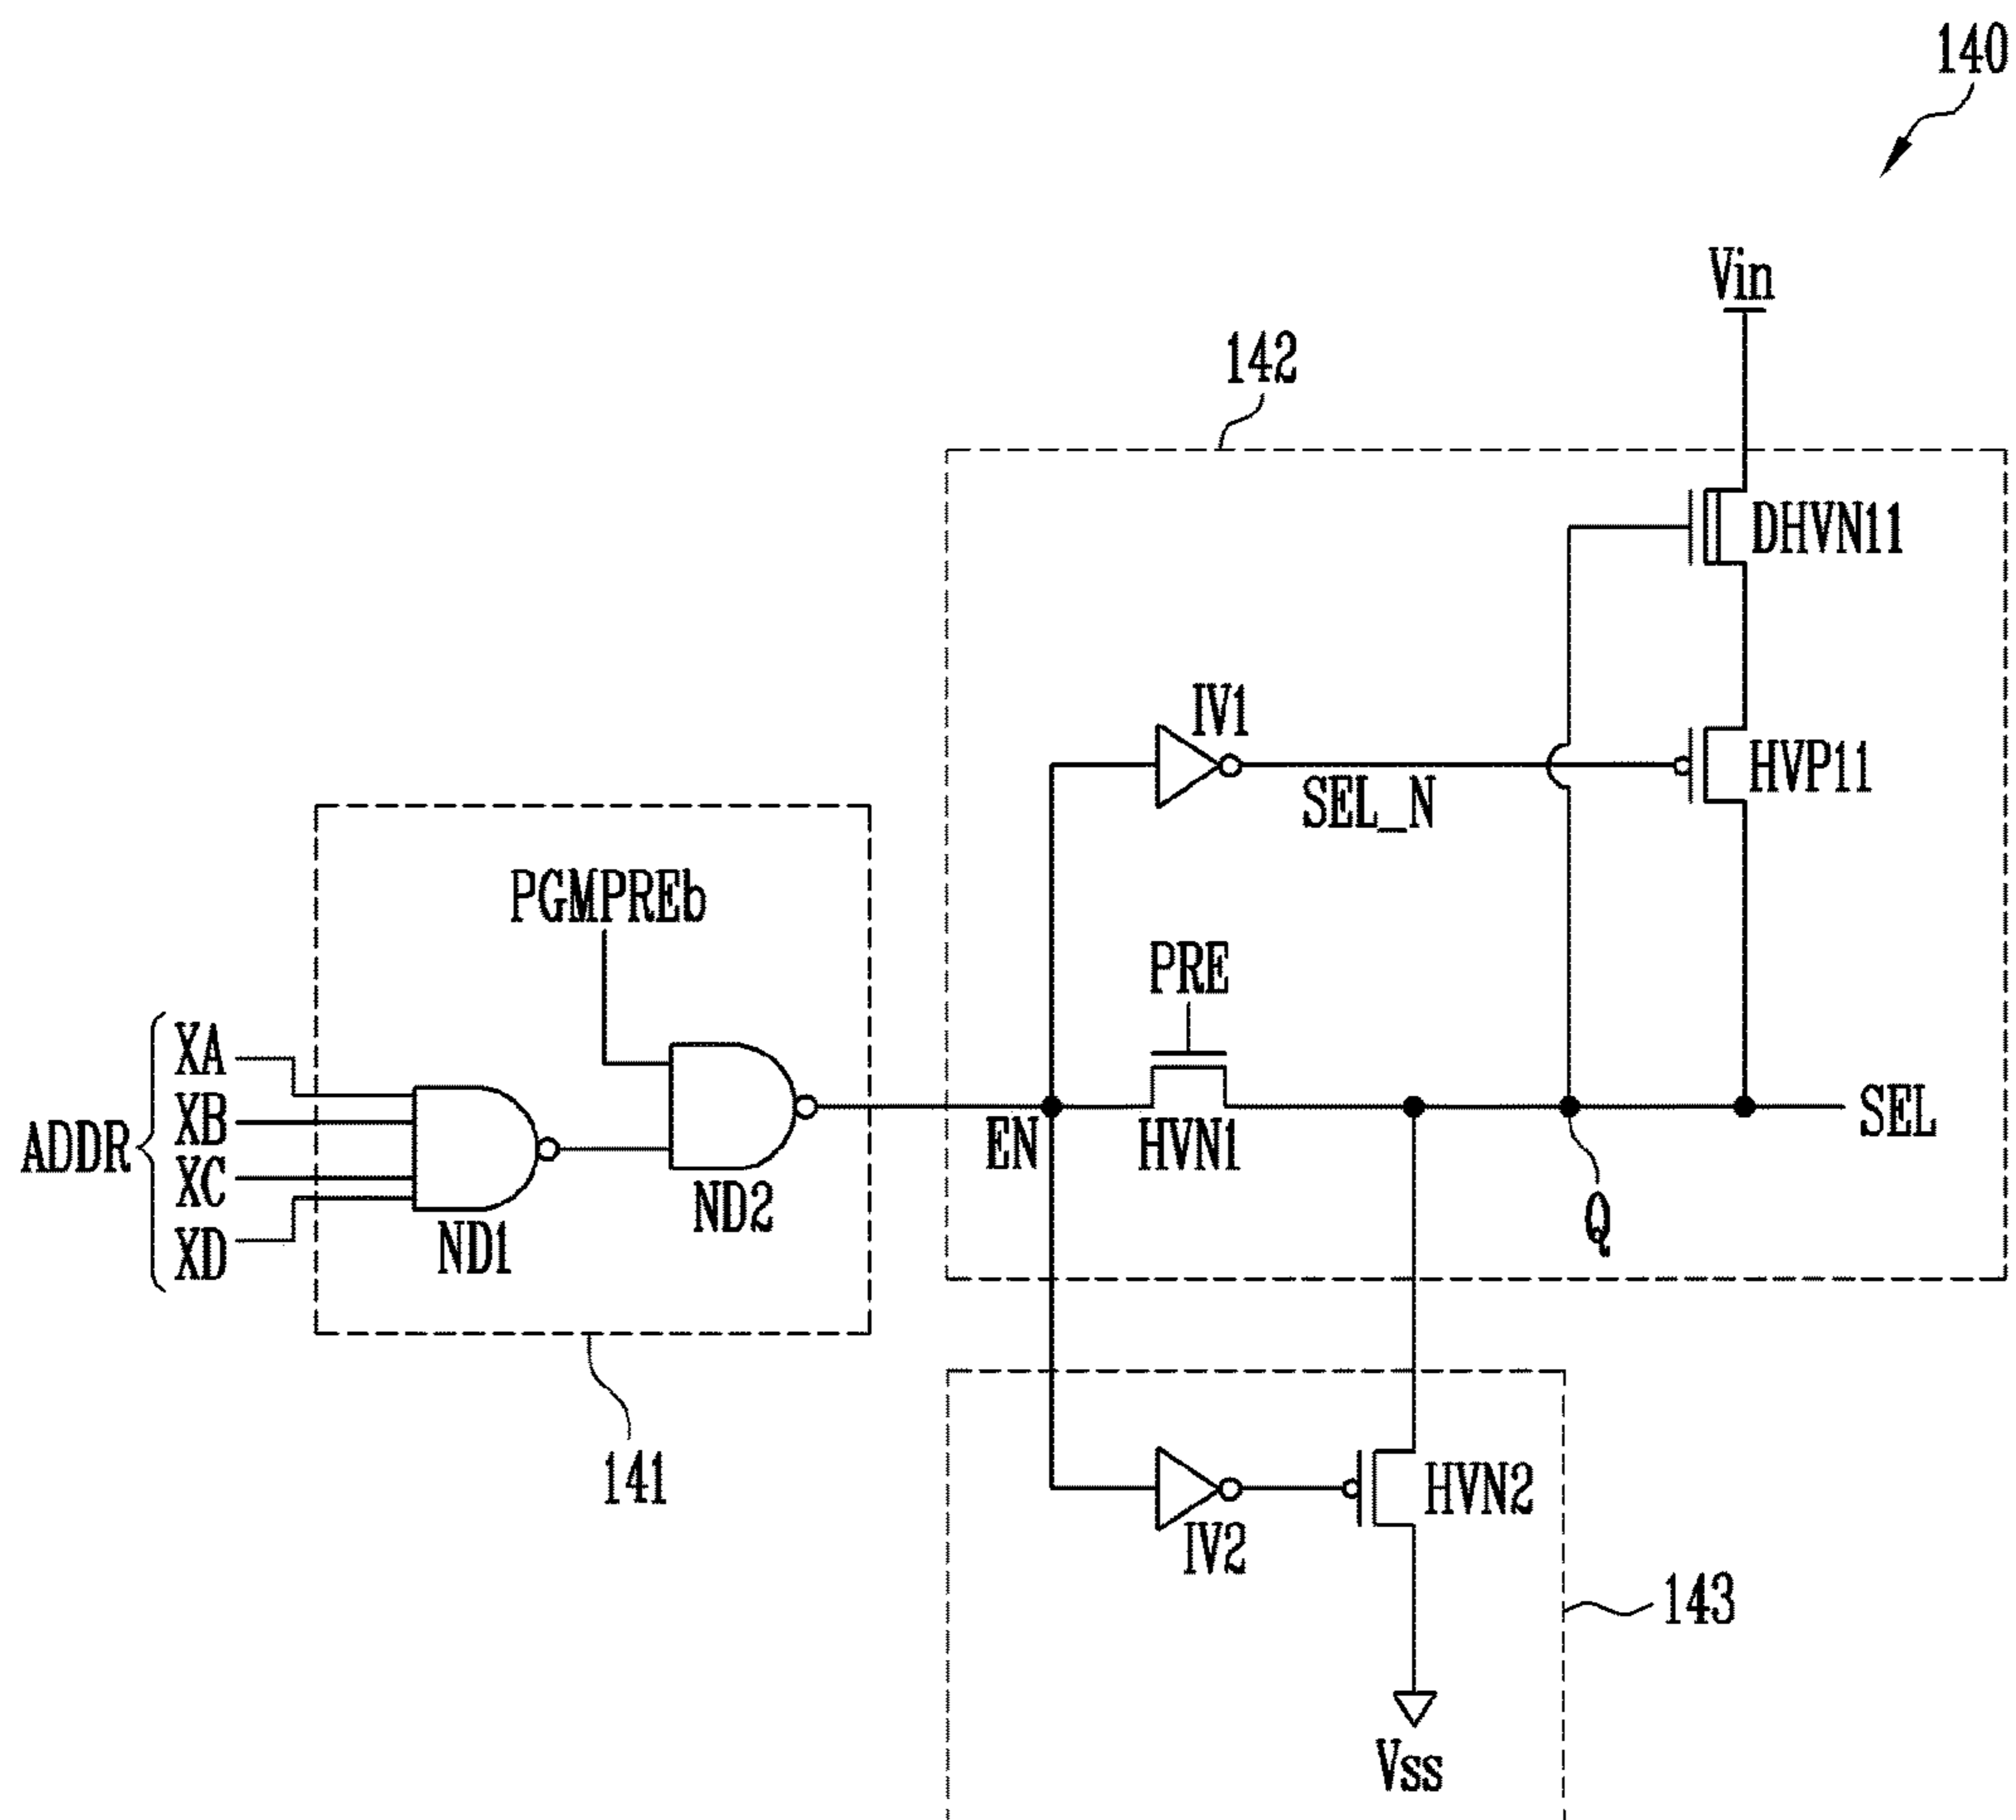 140
Vin
142
DHVN11
IV1
HVP11
SEL_N
PGMPREb
PRE
ADDR
XA
XB
XC
XD
ND1
ND2
EN
HVN1
SEL
Q
141
HVN2
IV2
143
Vss